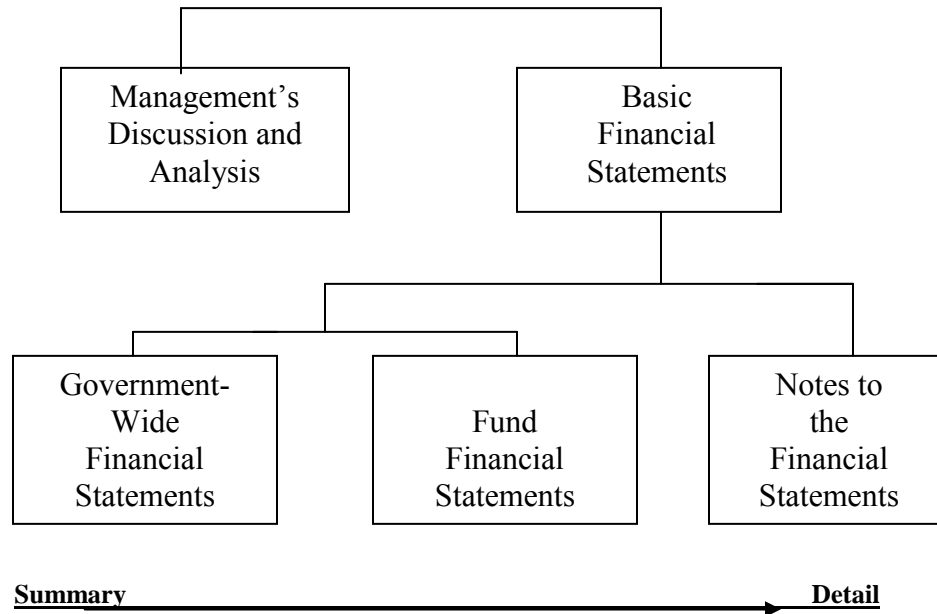 Management’s
Discussion and
Analysis
Basic
Financial
Statements
Government-
Wide
Financial
Statements
Fund
Financial
Statements
Notes to
the
Financial
Statements
Summary Detail